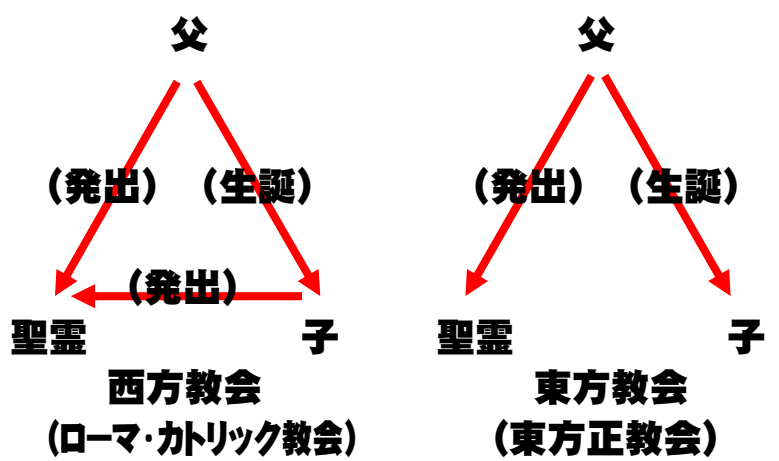 父
(発出) (生誕)
(発出)
聖霊 子
西方教会
(ローマ・カトリック教会)
父
(発出) (生誕)
聖霊 子
東方教会
(東方正教会)